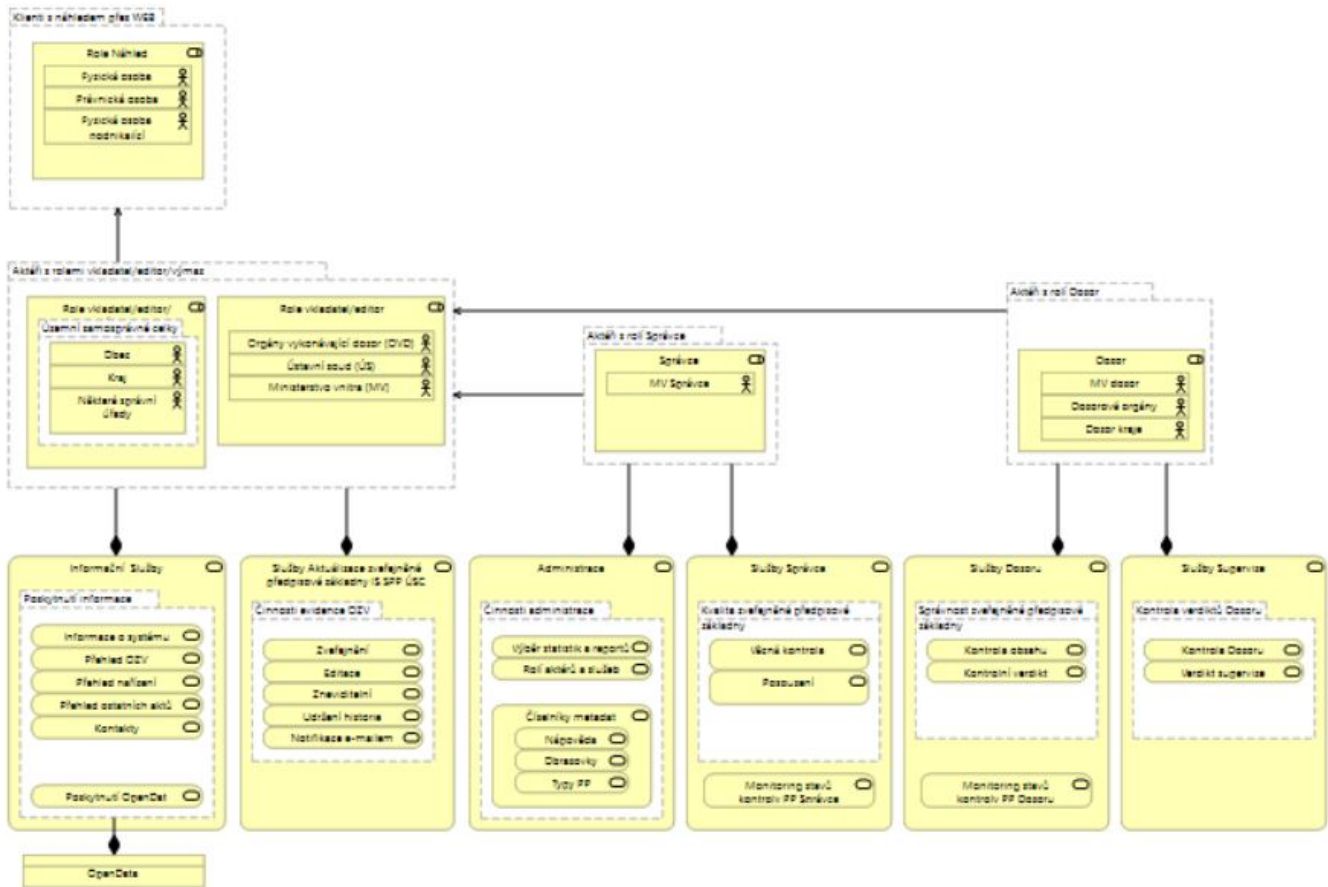 Klienti s náhledem přes WEB
Role Náhled
Fyzická osoba
Právnická osoba
Fyzická osoba
podnikající
Aktéři s rolemi vkladatel/editor/výmaz
Role vkladatel/editor/
Územní samosprávné celky
Obec
Kraj
Některé správní
úřady
Role vkladatel/editor
Orgány vykonávající dozor (OVD)
Ústavní soud (ÚS)
Ministerstvo vnitra (MV)
Aktéři s rolí Správce
Správce
MV Správce
Aktéři s rolí Dozor
Dozor
MV dozor
Dozorové orgány
Dozor kraje
Informační Služby
Poskytnutí informace
Informace o systému
Přehled OZV
Přehled nařízení
Přehled ostatních aktů
Kontakty
Poskytnutí OpenDat
OpenData
Služby Aktualizace zveřejněné
předpisové základny IS SPP ÚSC
Činnosti evidence OZV
Zveřejnění
Editace
Zneviditelní
Udržení historie
Notifikace e-mailem
Administrace
Činnosti administrace
Výběr statistik a reportů
Rolí aktérů a služeb
Číselníky metadat
Nápověda
Obrazovky
Typy PP
Služby Správce
Kvalita zveřejněné předpisové
základny
Věcná kontrola
Posouzení
Monitoring stavů
kontroly PP Správce
Služby Dozoru
Správnost zveřejněné předpisové
základny
Kontrola obsahu
Kontrolní verdikt
Monitoring stavů
kontroly PP Dozoru
Služby Supervize
Kontrola verdiktů Dozoru
Kontrola Dozoru
Verdikt supervize